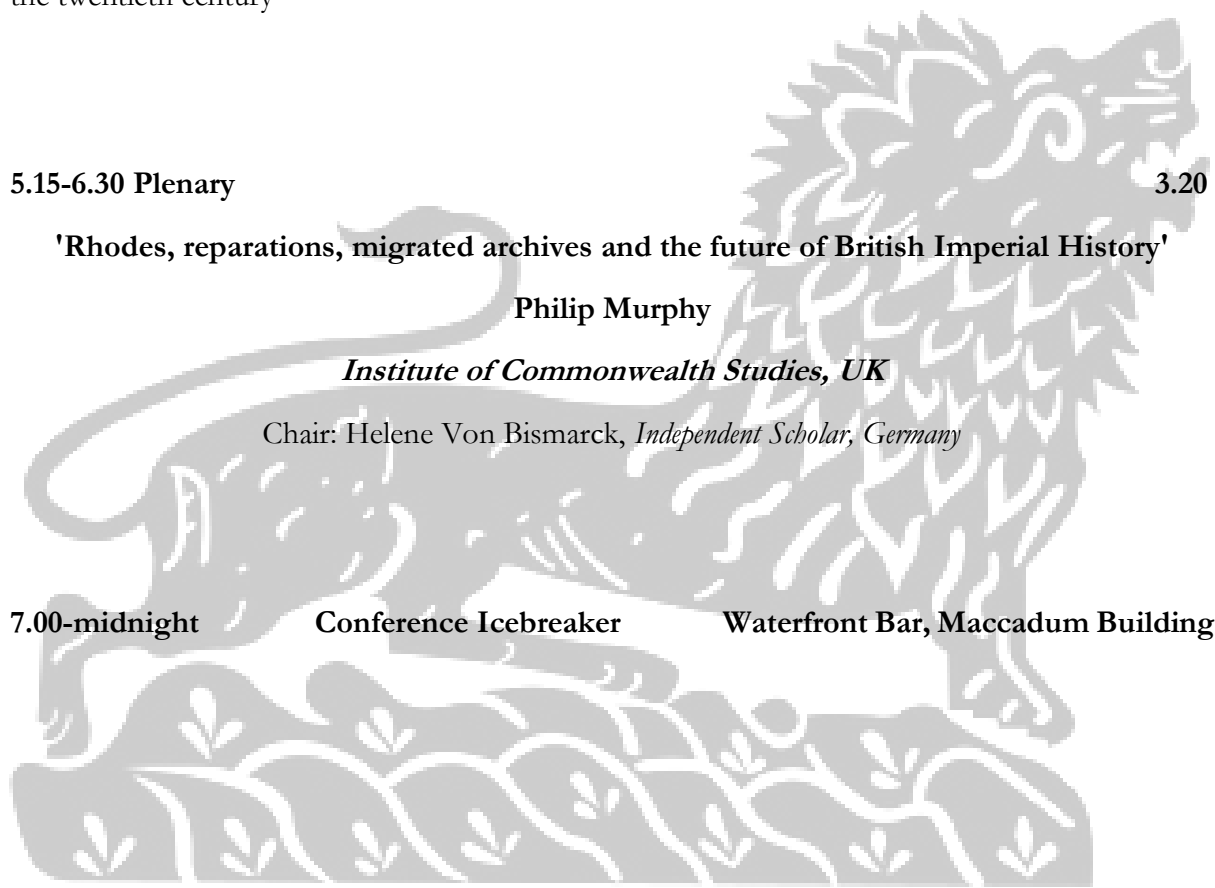 the twentieth century
5.15-6.30 Plenary 3.20
'Rhodes, reparations, migrated archives and the future of British Imperial History'
Philip Murphy
Institute of Commonwealth Studies, UK
Chair: Helene Von Bismarck, Independent Scholar, Germany
7.00-midnight Conference Icebreaker Waterfront Bar, Maccadum Building